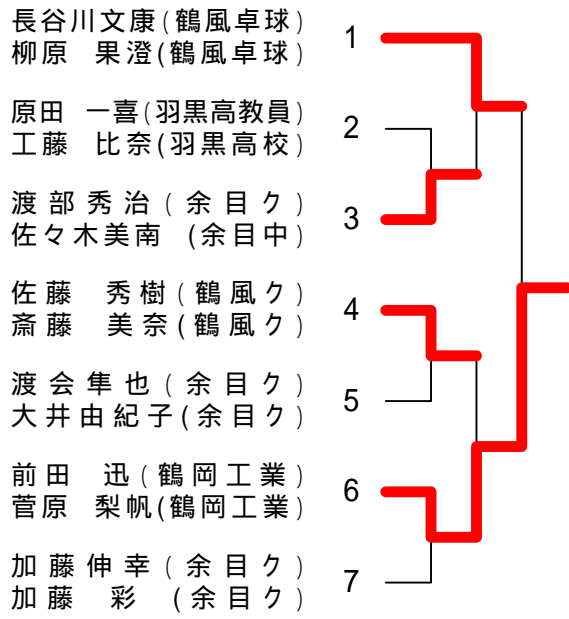 長谷川文康(鶴風卓球)
柳原 果澄(鶴風卓球)
1
原田 一喜(羽黒高教員)
工藤 比奈(羽黒高校)
2
渡部秀治(余目ク)
佐々木美南 (余目中)
3
佐藤 秀樹(鶴風ク)
斎藤 美奈(鶴風ク)
4
渡会隼也(余目ク)
大井由紀子(余目ク)
5
前田 迅(鶴岡工業)
菅原 梨帆(鶴岡工業)
6
加藤伸幸(余目ク)
加藤 彩 (余目ク)
7